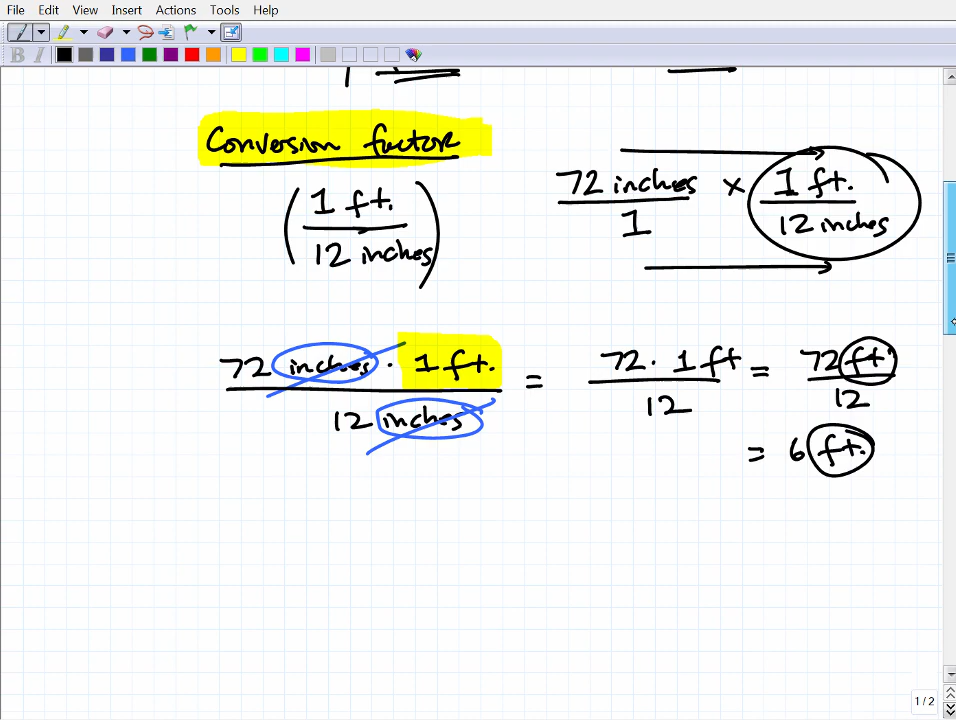 File Edit View Insert Actions Tools Help
B I
Conversion factor
(1 ft. / 12 inches)
72 inches / 1 × 1 ft. / 12 inches
72 inches · 1 ft. / 12 inches = 72 · 1 ft / 12 = 72 ft. / 12
= 6 ft.
1 / 2